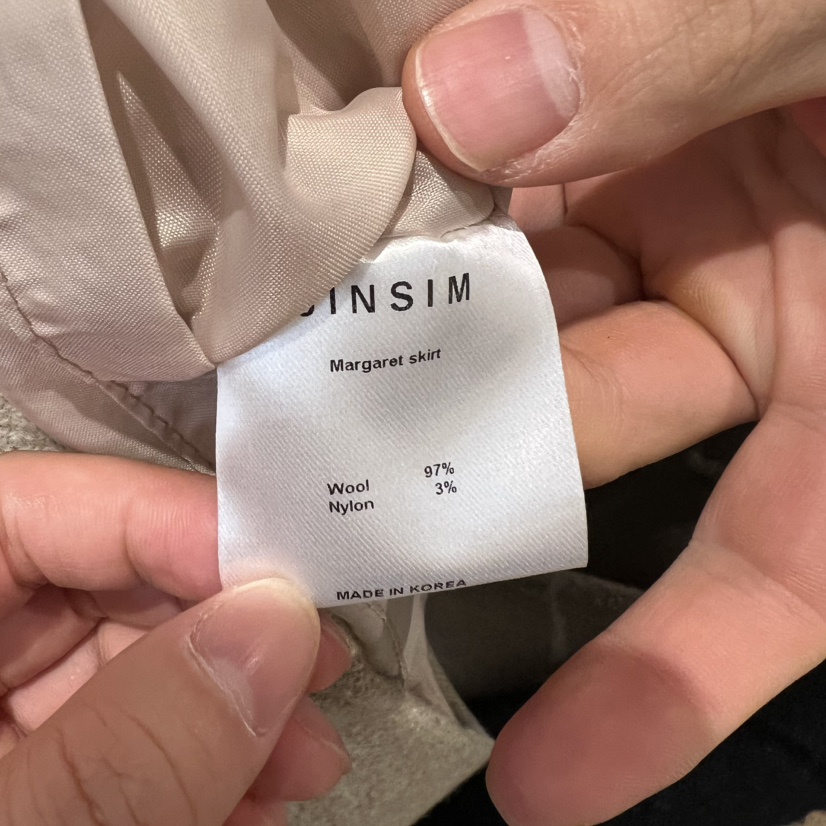 JINSIM
Margaret skirt
Wool 97%
Nylon 3%
MADE IN KOREA